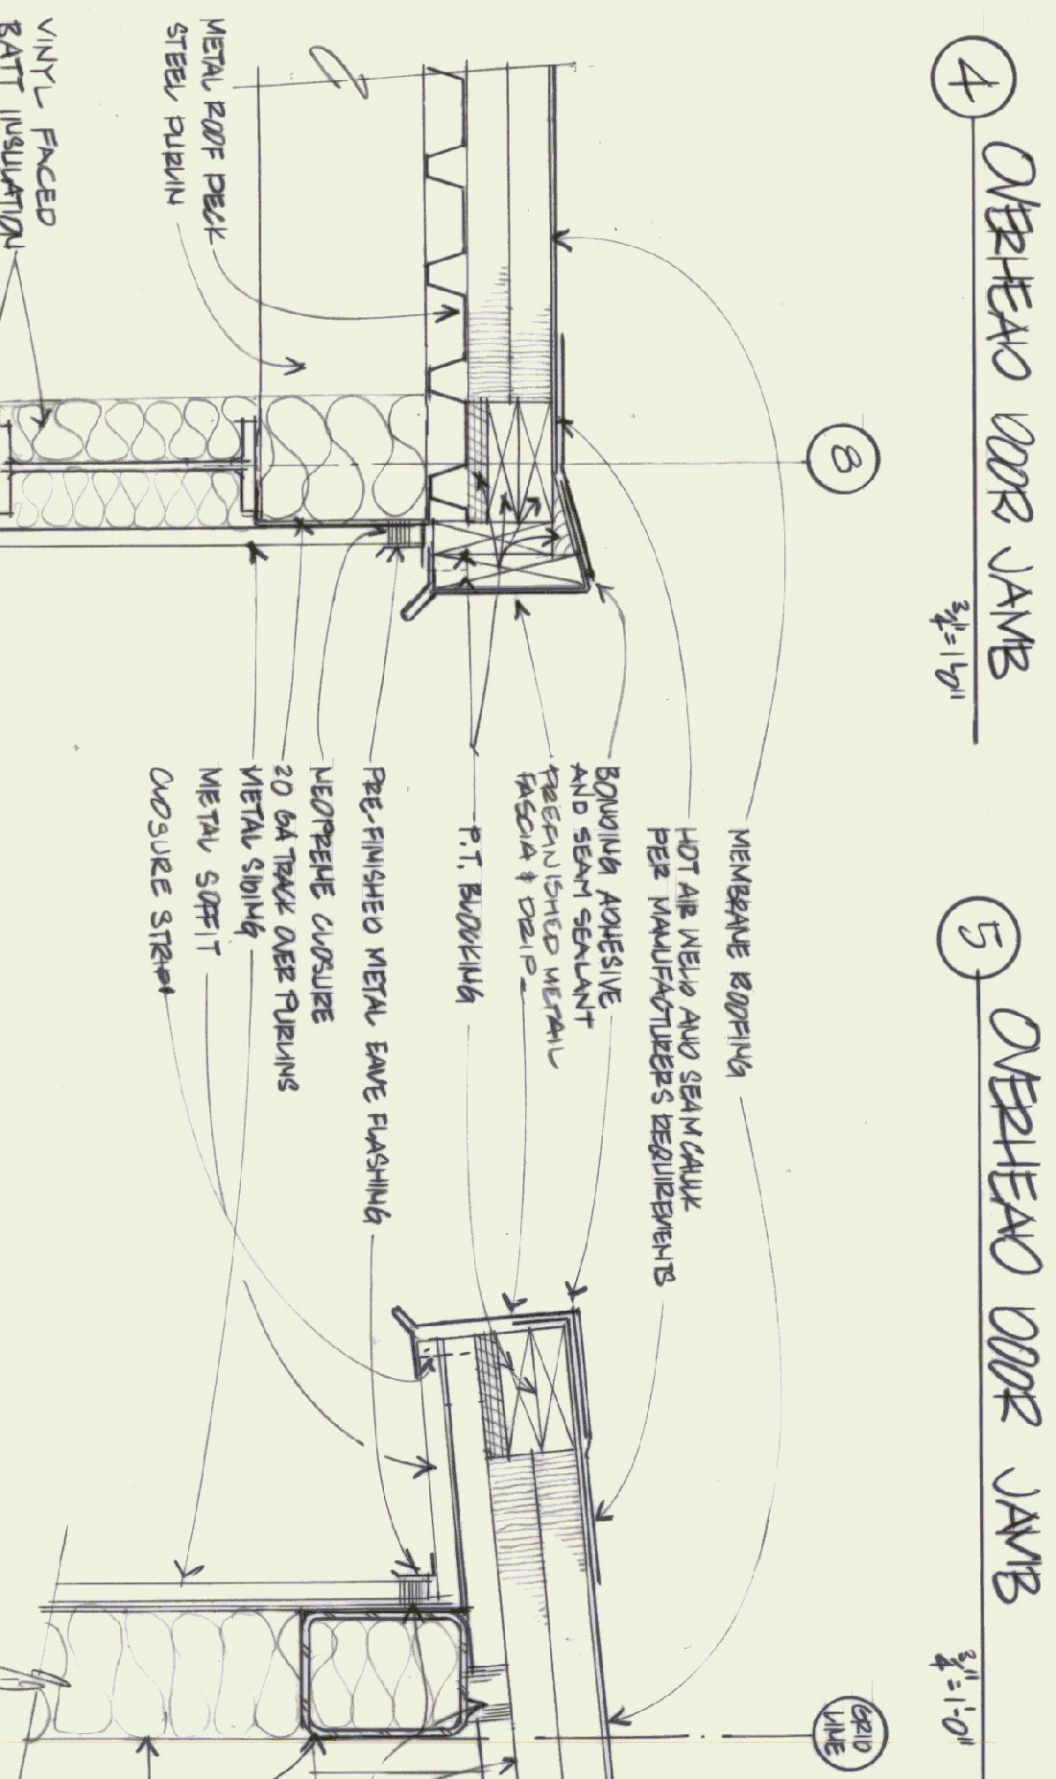 4
OVERHEAD DOOR JAMB
3/4"=1'-0"
5
OVERHEAD DOOR JAMB
3/4"=1'-0"
8
GRID
LINE
MEMBRANE ROOFING
HOT AIR WELD AND SEAM CAULK
PER MANUFACTURERS REQUIREMENTS
BONDING ADHESIVE
AND SEAM SEALANT
PREFINISHED METAL
FASCIA & DRIP
P.T. BLOCKING
PRE-FINISHED METAL EAVE FLASHING
NEOPRENE CLOSURE
20 GA TRACK OVER PURLINS
METAL SIDING
METAL SOFFIT
CLOSURE STRIP
METAL ROOF DECK
STEEL PURLIN
VINYL FACED
BATT INSULATION